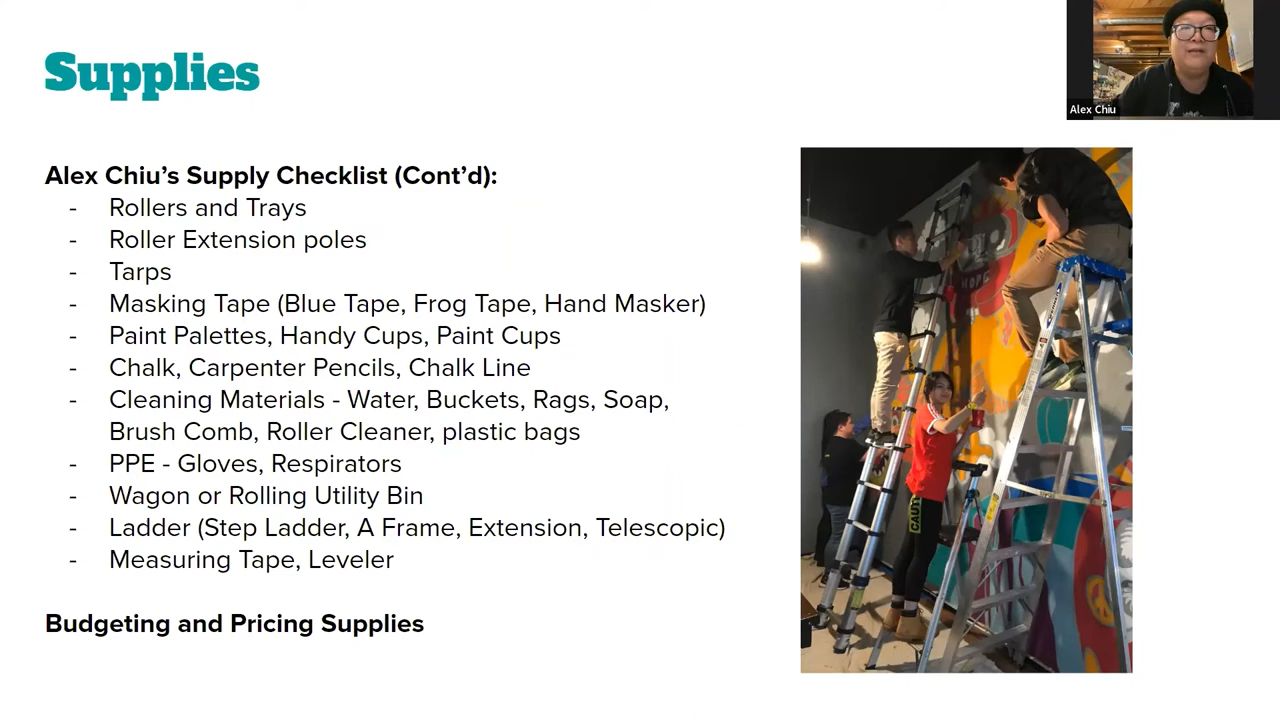 Supplies
Alex Chiu
Alex Chiu’s Supply Checklist (Cont’d):
- Rollers and Trays
- Roller Extension poles
- Tarps
- Masking Tape (Blue Tape, Frog Tape, Hand Masker)
- Paint Palettes, Handy Cups, Paint Cups
- Chalk, Carpenter Pencils, Chalk Line
- Cleaning Materials - Water, Buckets, Rags, Soap,
Brush Comb, Roller Cleaner, plastic bags
- PPE - Gloves, Respirators
- Wagon or Rolling Utility Bin
- Ladder (Step Ladder, A Frame, Extension, Telescopic)
- Measuring Tape, Leveler
Budgeting and Pricing Supplies
HOPE